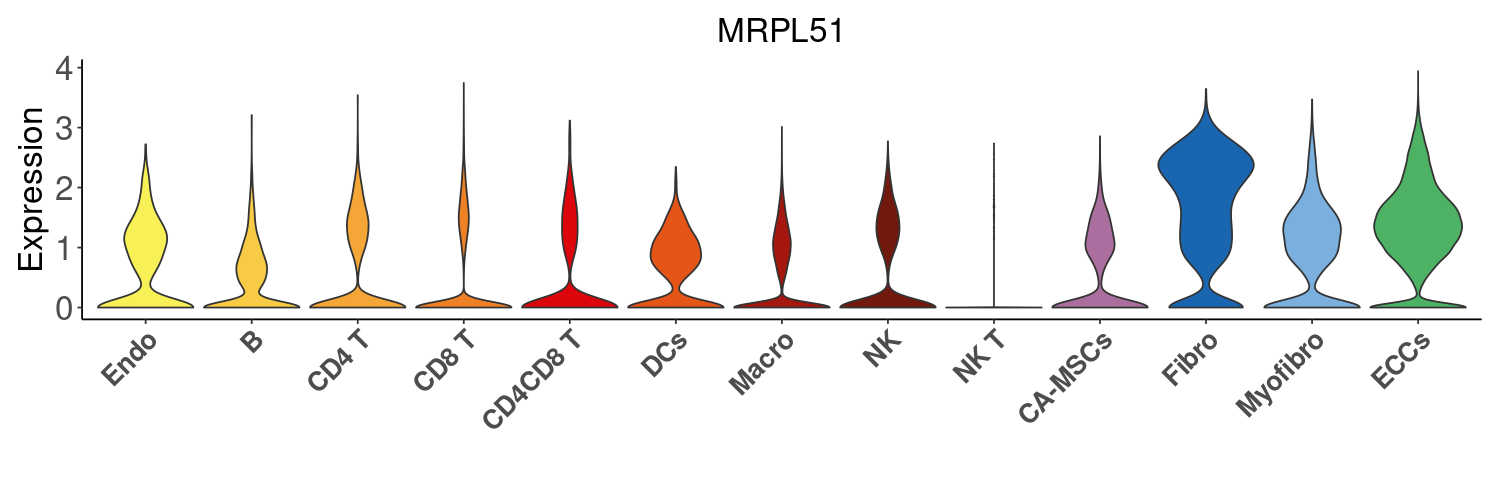 MRPL51
Expression
4
3
2
1
0
Endo
B
CD4 T
CD8 T
CD4CD8 T
DCs
Macro
NK
NK T
CA-MSCs
Fibro
Myofibro
ECCs